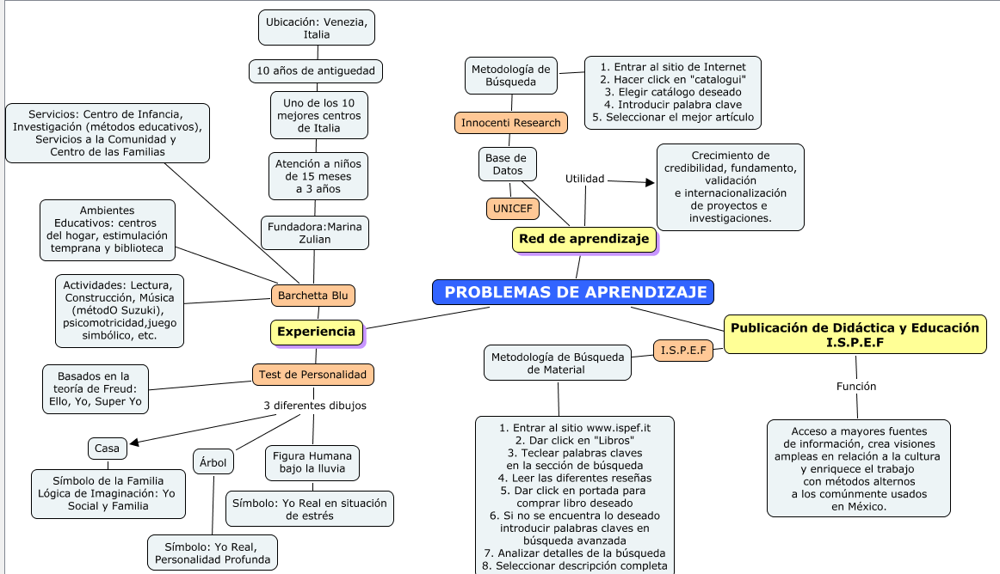 Ubicación: Venezia,
Italia
10 años de antiguedad
Uno de los 10
mejores centros
de Italia
Atención a niños
de 15 meses
a 3 años
Fundadora:Marina
Zulian
Servicios: Centro de Infancia,
Investigación (métodos educativos),
Servicios a la Comunidad y
Centro de las Familias
Ambientes
Educativos: centros
del hogar, estimulación
temprana y biblioteca
Actividades: Lectura,
Construcción, Música
(métodO Suzuki),
psicomotricidad,juego
simbólico, etc.
Barchetta Blu
Experiencia
Test de Personalidad
Basados en la
teoría de Freud:
Ello, Yo, Super Yo
3 diferentes dibujos
Casa
Símbolo de la Familia
Lógica de Imaginación: Yo
Social y Familia
Árbol
Símbolo: Yo Real,
Personalidad Profunda
Figura Humana
bajo la lluvia
Símbolo: Yo Real en situación
de estrés
Metodología de
Búsqueda
1. Entrar al sitio de Internet
2. Hacer click en "catalogui"
3. Elegir catálogo deseado
4. Introducir palabra clave
5. Seleccionar el mejor artículo
Innocenti Research
Base de
Datos
UNICEF
Utilidad
Crecimiento de
credibilidad, fundamento,
validación
e internacionalización
de proyectos e
investigaciones.
Red de aprendizaje
PROBLEMAS DE APRENDIZAJE
Publicación de Didáctica y Educación
I.S.P.E.F
I.S.P.E.F
Metodología de Búsqueda
de Material
1. Entrar al sitio www.ispef.it
2. Dar click en "Libros"
3. Teclear palabras claves
en la sección de búsqueda
4. Leer las diferentes reseñas
5. Dar click en portada para
comprar libro deseado
6. Si no se encuentra lo deseado
introducir palabras claves en
búsqueda avanzada
7. Analizar detalles de la búsqueda
8. Seleccionar descripción completa
Función
Acceso a mayores fuentes
de información, crea visiones
ampleas en relación a la cultura
y enriquece el trabajo
con métodos alternos
a los comúnmente usados
en México.